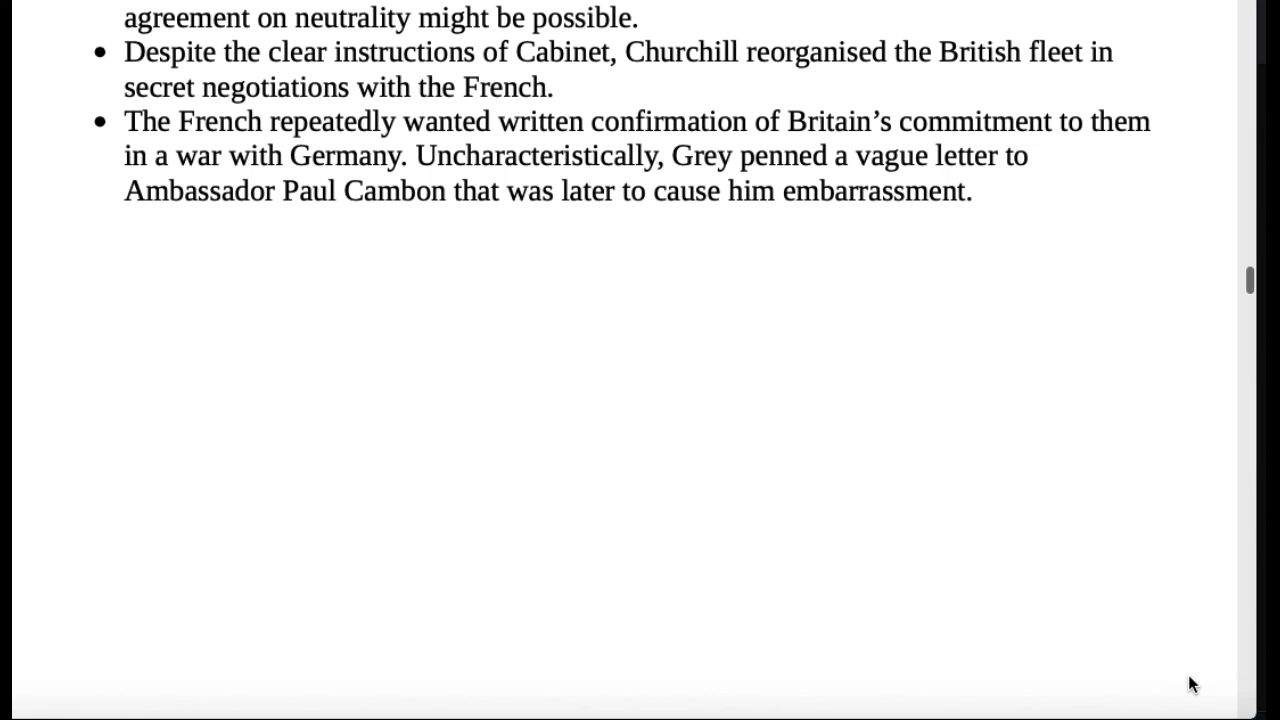 agreement on neutrality might be possible.
• Despite the clear instructions of Cabinet, Churchill reorganised the British fleet in
secret negotiations with the French.
• The French repeatedly wanted written confirmation of Britain’s commitment to them
in a war with Germany. Uncharacteristically, Grey penned a vague letter to
Ambassador Paul Cambon that was later to cause him embarrassment.